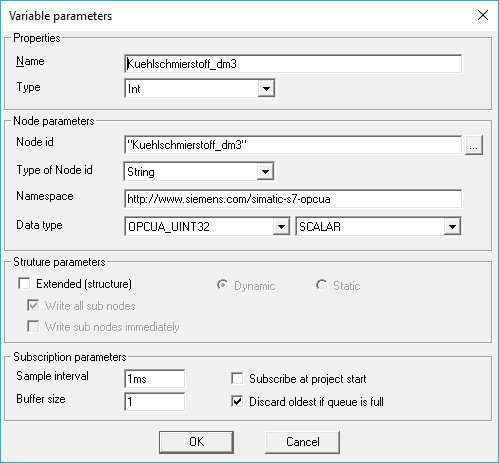 Variable parameters
Properties
Name
Kuehlschmierstoff_dm3
Type
Int
Node parameters
Node id
"Kuehlschmierstoff_dm3"
...
Type of Node id
String
Namespace
http://www.siemens.com/simatic-s7-opcua
Data type
OPCUA_UINT32
SCALAR
Struture parameters
Extended (structure)
Dynamic
Static
Write all sub nodes
Write sub nodes immediately
Subscription parameters
Sample interval
1ms
Subscribe at project start
Buffer size
1
Discard oldest if queue is full
OK
Cancel